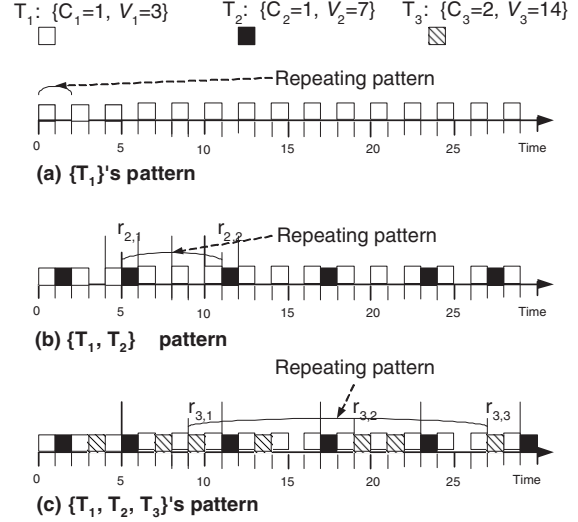 T₁: {C₁=1, V₁=3} T₂: {C₂=1, V₂=7} T₃: {C₃=2, V₃=14}
Repeating pattern
0 5 10 15 20 25 Time
(a) {T₁}'s pattern
r₂,₁ r₂,₂
Repeating pattern
0 5 10 15 20 25 Time
(b) {T₁, T₂} pattern
Repeating pattern
r₃,₁ r₃,₂ r₃,₃
0 5 10 15 20 25 Time
(c) {T₁, T₂, T₃}'s pattern